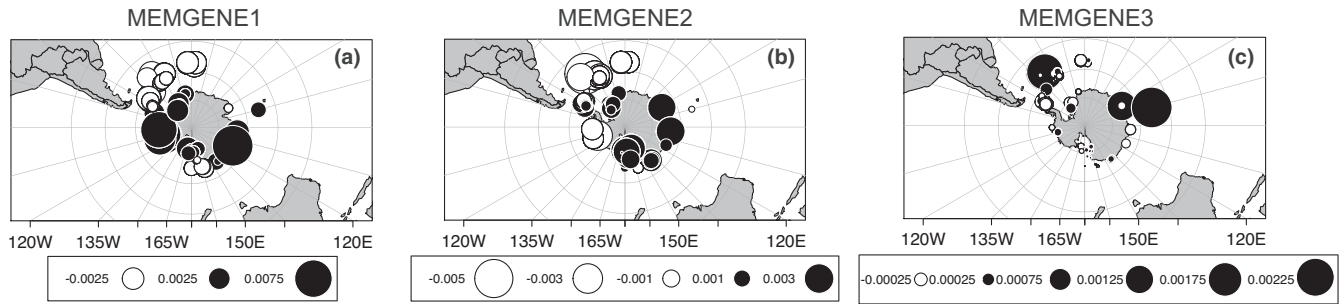 MEMGENE1 MEMGENE2 MEMGENE3
(a) (b) (c)
120W 135W 165W 150E 120E 120W 135W 165W 150E 120E 120W 135W 165W 150E 120E
-0.0025 0.0025 0.0075 -0.005 -0.003 -0.001 0.001 0.003 -0.00025 0.00025 0.00075 0.00125 0.00175 0.00225